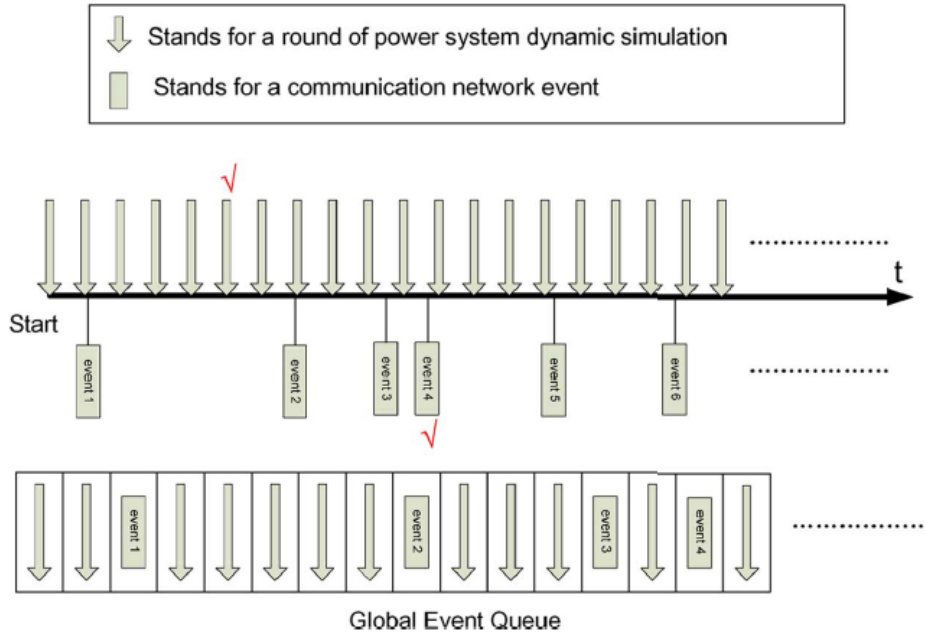 Stands for a round of power system dynamic simulation
Stands for a communication network event
√
t
Start
event 1
event 2
event 3
event 4
event 5
event 6
√
event 1
event 2
event 3
event 4
Global Event Queue